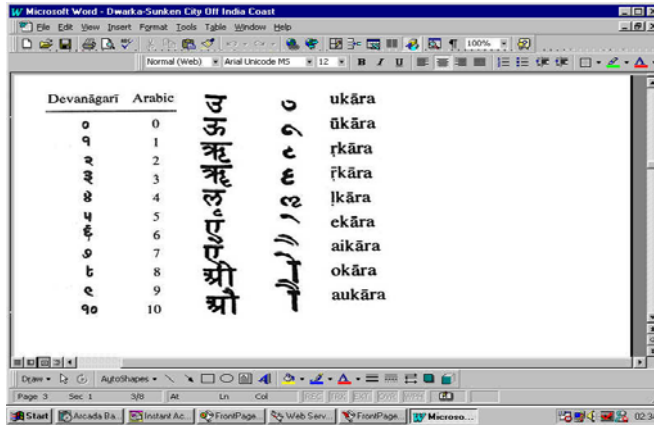 Microsoft Word - Dwarka-Sunken City Off India Coast
File Edit View Insert Format Tools Table Window Help
100%
Normal (Web) Arial Unicode MS 12 B I U
Devanāgarī Arabic
० 0
१ 1
२ 2
३ 3
४ 4
५ 5
६ 6
७ 7
८ 8
९ 9
१० 10
उ ukāra
ऊ ūkāra
ऋ ṛkāra
ॠ ṝkāra
ḷkāra
ekāra
aikāra
okāra
aukāra
Draw AutoShapes
Page 3 Sec 1 3/8 At Ln Col REC TRK EXT OVR
Start Arcada Ba... Instant Ac... FrontPage... Web Serv... FrontPage... Microso...